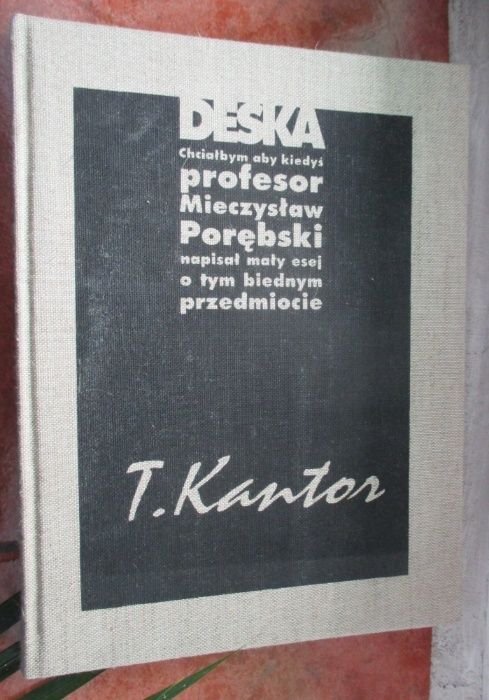 DESKA
Chciałbym aby kiedyś
profesor
Mieczysław
Porębski
napisał mały esej
o tym biednym
przedmiocie
T. Kantor